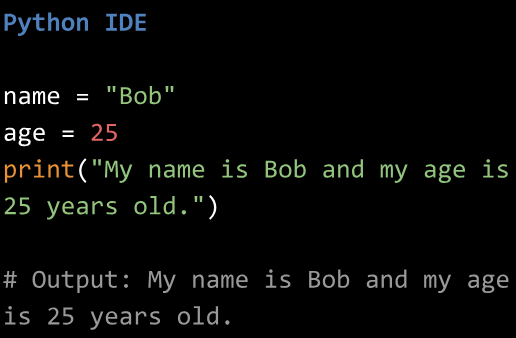 Python IDE
name = "Bob"
age = 25
print("My name is Bob and my age is
25 years old.")
# Output: My name is Bob and my age
is 25 years old.